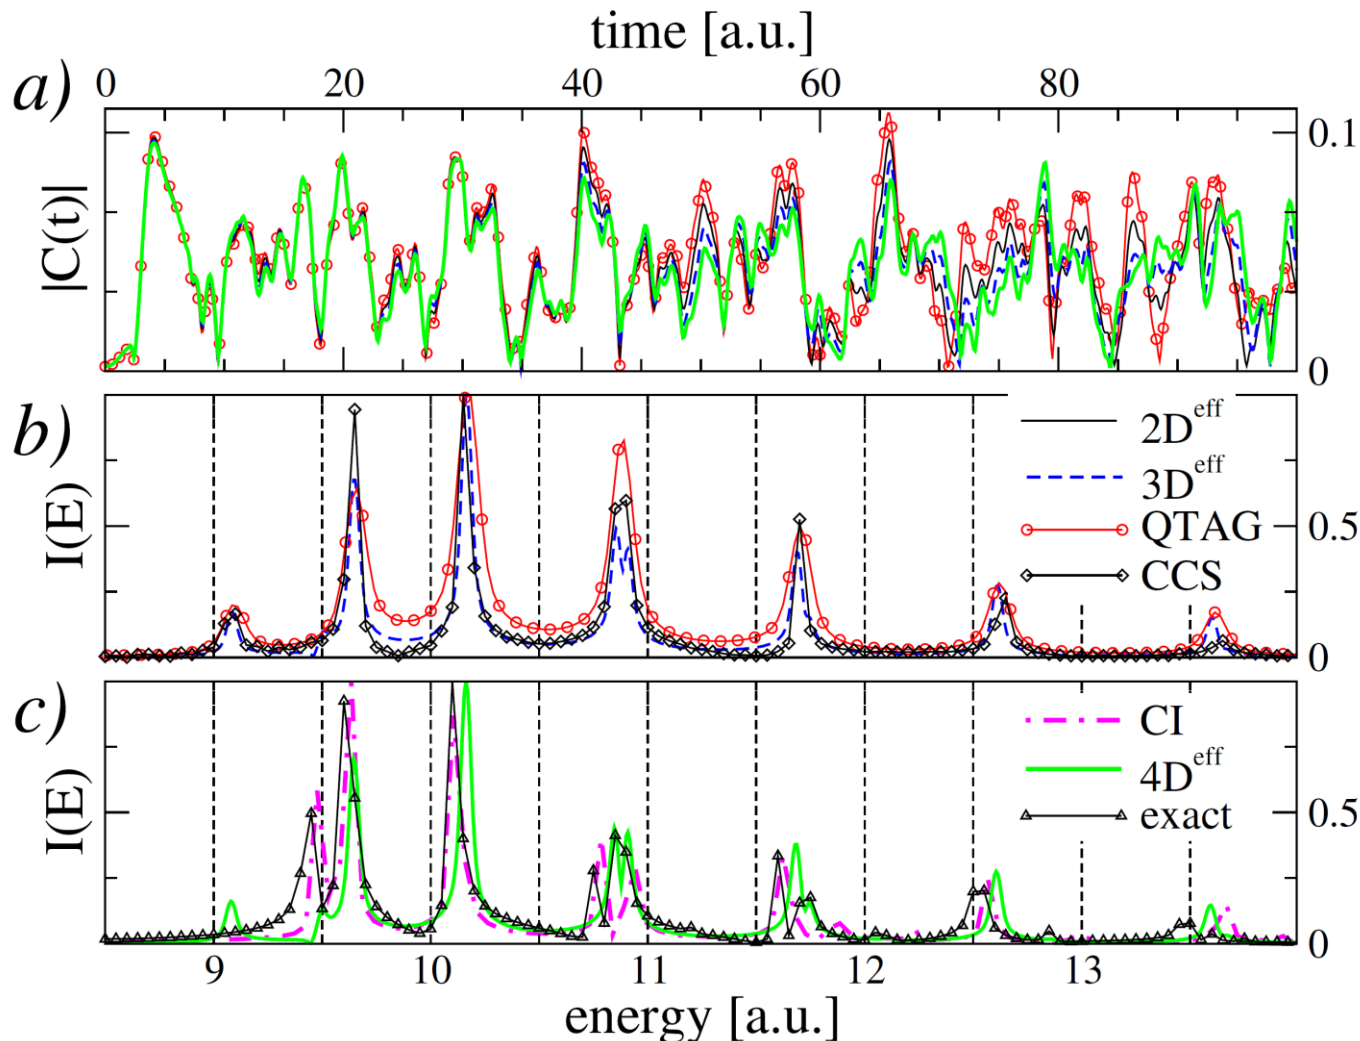 time [a.u.]
a)
0 20 40 60 80
|C(t)|
0.1
0
b)
I(E)
2D^eff
3D^eff
QTAG
CCS
0.5
0
c)
I(E)
CI
4D^eff
exact
0.5
0
9 10 11 12 13
energy [a.u.]